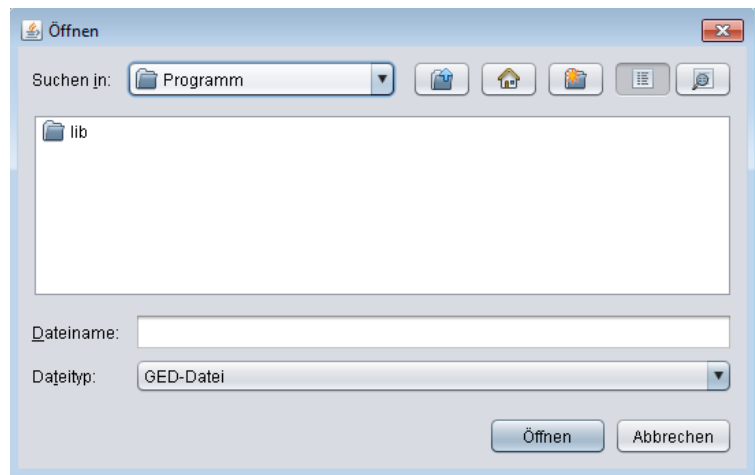 Öffnen
Suchen in: Programm
lib
Dateiname:
Dateityp: GED-Datei
Öffnen Abbrechen